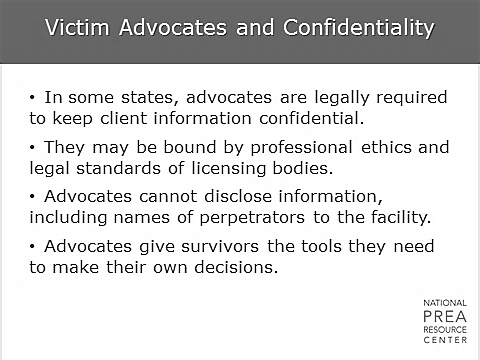 Victim Advocates and Confidentiality
• In some states, advocates are legally required
to keep client information confidential.
• They may be bound by professional ethics and
legal standards of licensing bodies.
• Advocates cannot disclose information,
including names of perpetrators to the facility.
• Advocates give survivors the tools they need
to make their own decisions.
NATIONAL
PREA
RESOURCE
CENTER